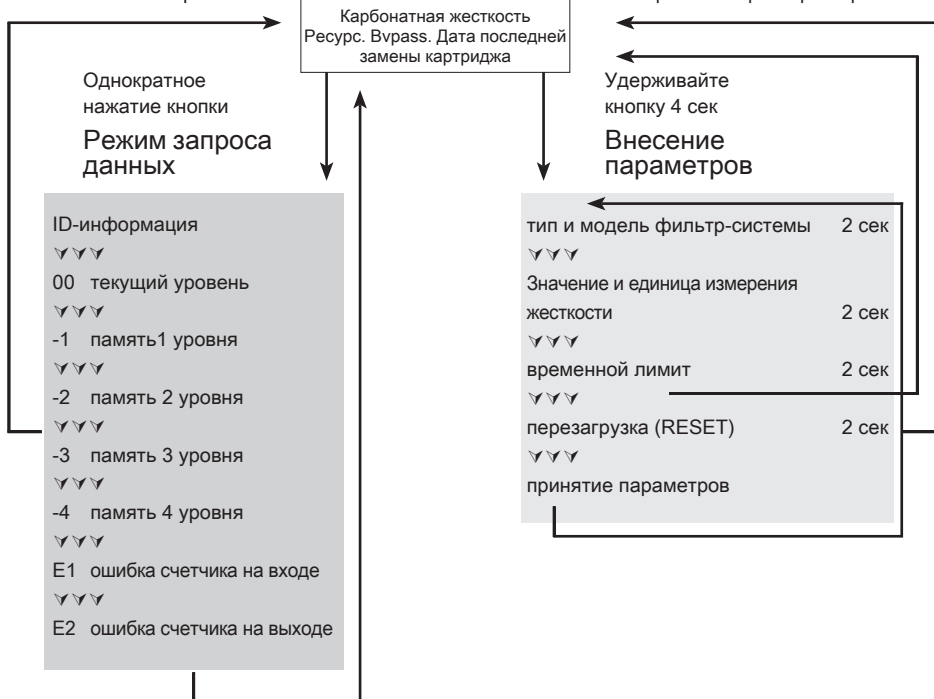 Карбонатная жесткость
Ресурс. Bvpass. Дата последней
замены картриджа
Однократное
нажатие кнопки
Режим запроса
данных
ID-информация
00 текущий уровень
-1 память1 уровня
-2 память 2 уровня
-3 память 3 уровня
-4 память 4 уровня
E1 ошибка счетчика на входе
E2 ошибка счетчика на выходе
Удерживайте
кнопку 4 сек
Внесение
параметров
тип и модель фильтр-системы 2 сек
Значение и единица измерения
жесткости 2 сек
временной лимит 2 сек
перезагрузка (RESET) 2 сек
принятие параметров